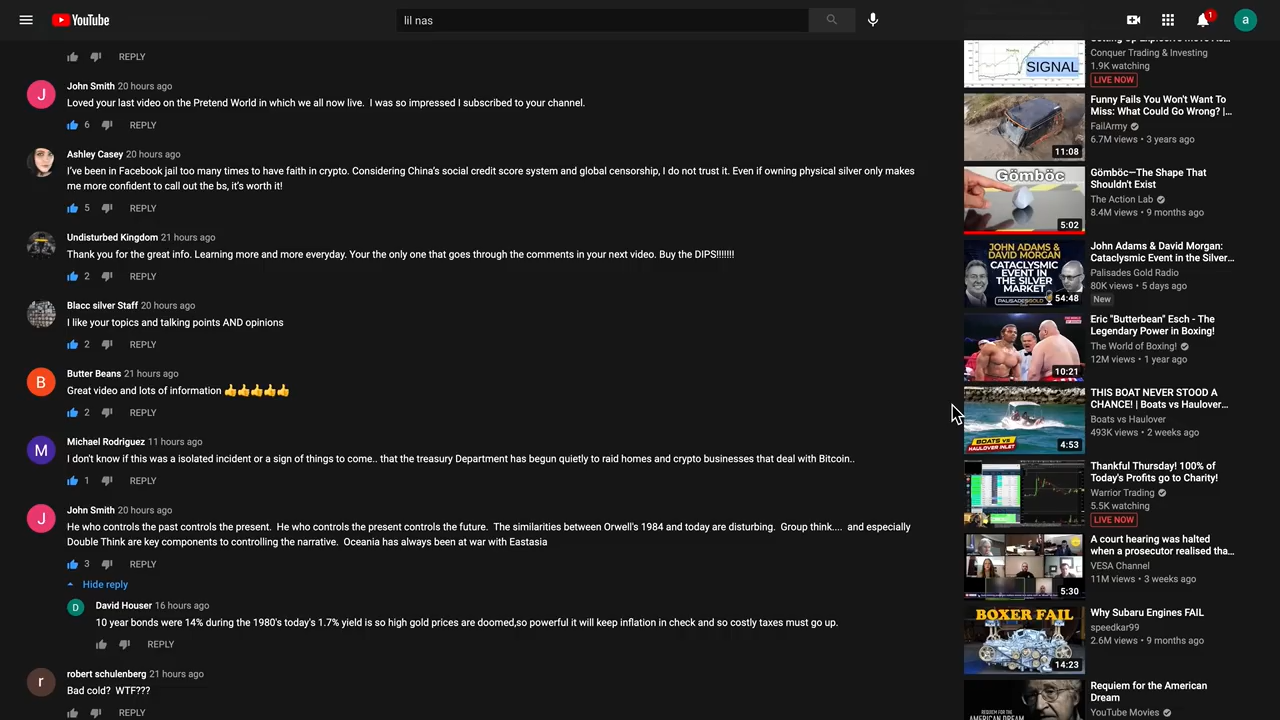 YouTube
lil nas
1
a
REPLY
J
John Smith 20 hours ago
Loved your last video on the Pretend World in which we all now live. I was so impressed I subscribed to your channel.
6 REPLY
Ashley Casey 20 hours ago
I've been in Facebook jail too many times to have faith in crypto. Considering China's social credit score system and global censorship, I do not trust it. Even if owning physical silver only makes
me more confident to call out the bs, it's worth it!
5 REPLY
Undisturbed Kingdom 21 hours ago
Thank you for the great info. Learning more and more everyday. Your the only one that goes through the comments in your next video. Buy the DIPS!!!!!!!
2 REPLY
Blacc silver Staff 20 hours ago
I like your topics and talking points AND opinions
2 REPLY
B
Butter Beans 21 hours ago
Great video and lots of information 👍👍👍👍👍
2 REPLY
M
Michael Rodriguez 11 hours ago
I don't know if this was a isolated incident or a sign of things to come but that the treasury Department has begun quietly to raid homes and crypto businesses that deal with Bitcoin..
1 REPLY
J
John Smith 20 hours ago
He who controls the past controls the present. He who controls the present controls the future. The similarities between Orwell's 1984 and today are disturbing. Group think.... and especially
Double Think are key components to controlling the narrative. Oceania has always been at war with Eastasia
3 REPLY
Hide reply
D
David Houser 16 hours ago
10 year bonds were 14% during the 1980's today's 1.7% wow,so high gold prices are doomed,so powerful it will keep inflation in check and so costly taxes must go up.
REPLY
r
robert schulenberg 21 hours ago
Bad cold? WTF???
REPLY
SIGNAL
Conquer Trading & Investing
1.9K watching
LIVE NOW
11:08
Funny Fails You Won't Want To
Miss: What Could Go Wrong? |...
FailArmy
6.7M views • 3 years ago
Gömböc
5:02
Gömböc—The Shape That
Shouldn't Exist
The Action Lab
8.4M views • 9 months ago
JOHN ADAMS &
DAVID MORGAN:
CATACLYSMIC
EVENT IN
THE SILVER
MARKET
PALISADES GOLD
54:48
John Adams & David Morgan:
Cataclysmic Event in the Silver...
Palisades Gold Radio
80K views • 5 days ago
New
10:21
Eric "Butterbean" Esch - The
Legendary Power in Boxing!
The World of Boxing!
12M views • 1 year ago
BOATS VS
HAULOVER INLET
4:53
THIS BOAT NEVER STOOD A
CHANCE! | Boats vs Haulover...
Boats vs Haulover
493K Views • 2 weeks ago
Thankful Thursday! 100% of
Today's Profits go to Charity!
Warrior Trading
5.5K watching
LIVE NOW
5:30
A court hearing was halted
when a prosecutor realised tha...
VESA Channel
11M views • 3 weeks ago
BOXER FAIL
14:23
Why Subaru Engines FAIL
speedkar99
2.6M views • 9 months ago
REQUIEM FOR THE
AMERICAN DREAM
Requiem for the American
Dream
YouTube Movies